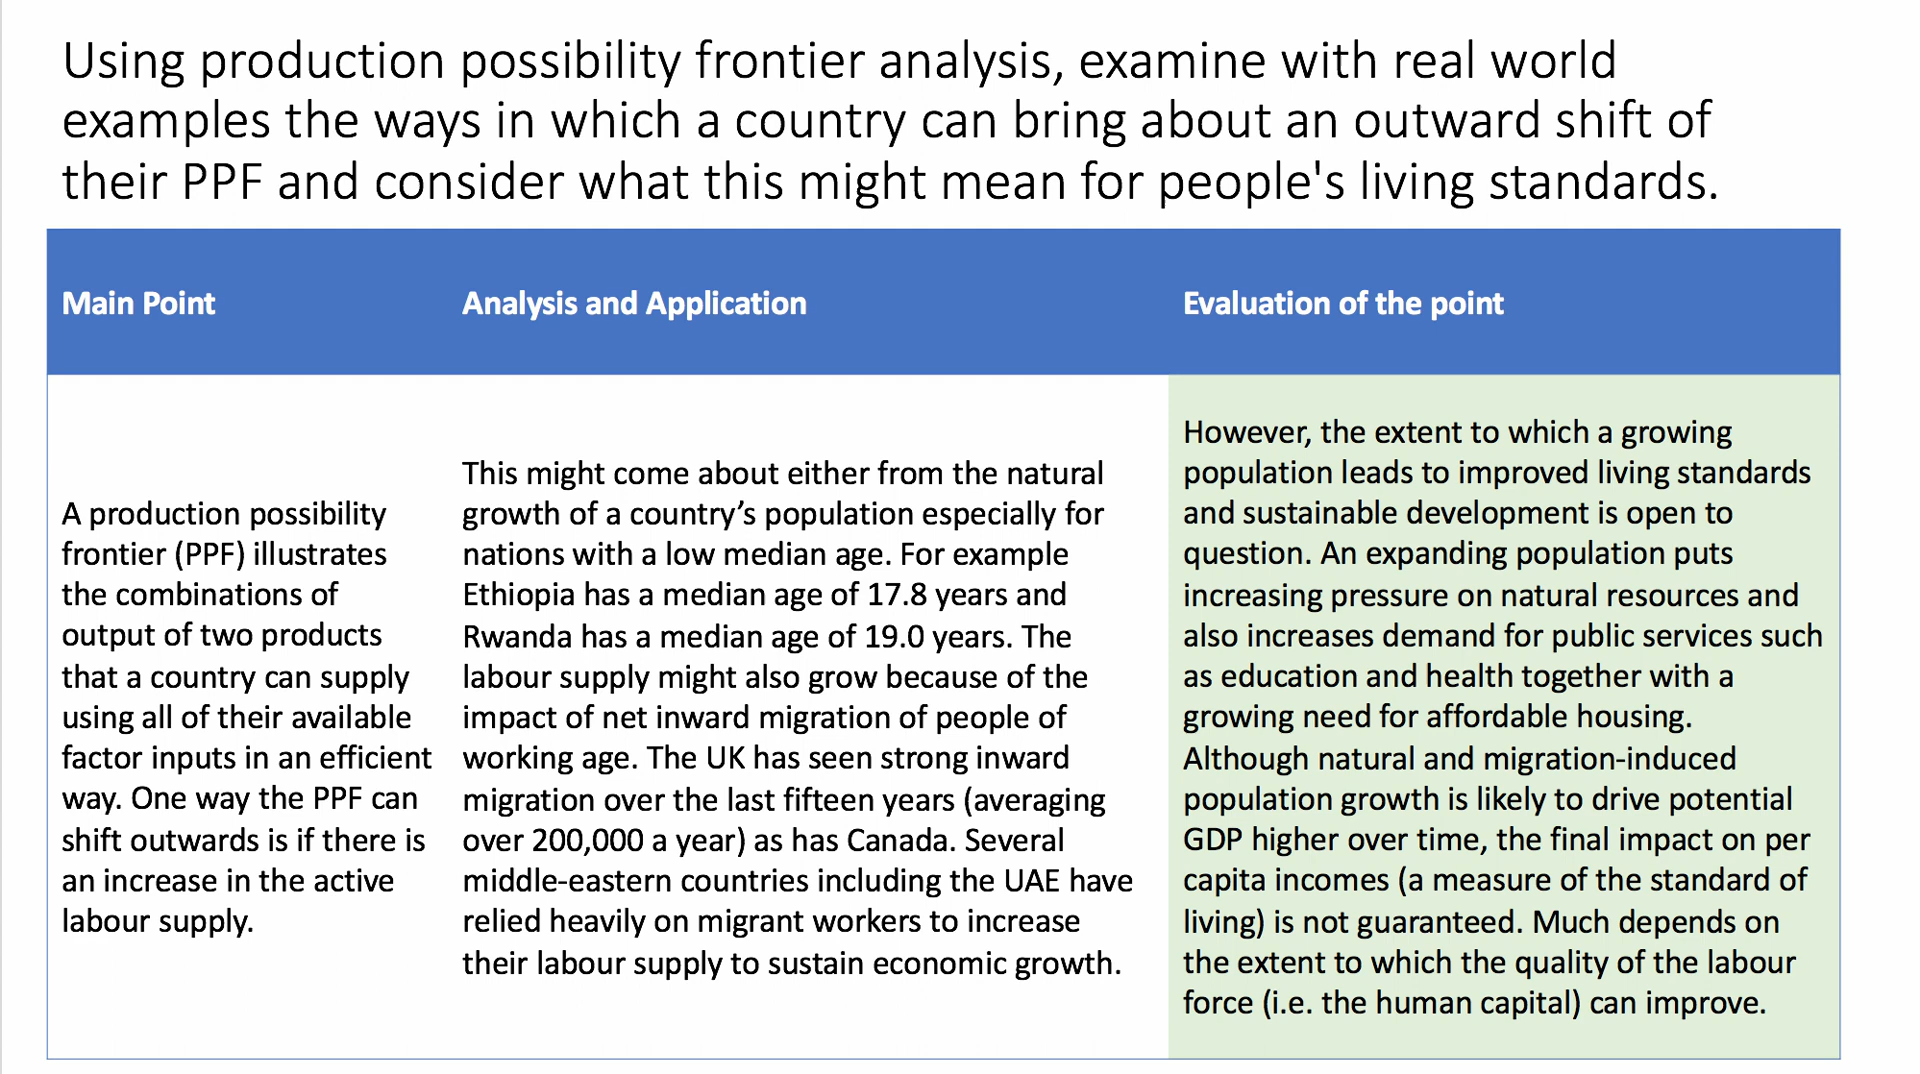 Using production possibility frontier analysis, examine with real world
examples the ways in which a country can bring about an outward shift of
their PPF and consider what this might mean for people's living standards.
Main Point
Analysis and Application
Evaluation of the point
A production possibility
frontier (PPF) illustrates
the combinations of
output of two products
that a country can supply
using all of their available
factor inputs in an efficient
way. One way the PPF can
shift outwards is if there is
an increase in the active
labour supply.
This might come about either from the natural
growth of a country’s population especially for
nations with a low median age. For example
Ethiopia has a median age of 17.8 years and
Rwanda has a median age of 19.0 years. The
labour supply might also grow because of the
impact of net inward migration of people of
working age. The UK has seen strong inward
migration over the last fifteen years (averaging
over 200,000 a year) as has Canada. Several
middle-eastern countries including the UAE have
relied heavily on migrant workers to increase
their labour supply to sustain economic growth.
However, the extent to which a growing
population leads to improved living standards
and sustainable development is open to
question. An expanding population puts
increasing pressure on natural resources and
also increases demand for public services such
as education and health together with a
growing need for affordable housing.
Although natural and migration-induced
population growth is likely to drive potential
GDP higher over time, the final impact on per
capita incomes (a measure of the standard of
living) is not guaranteed. Much depends on
the extent to which the quality of the labour
force (i.e. the human capital) can improve.